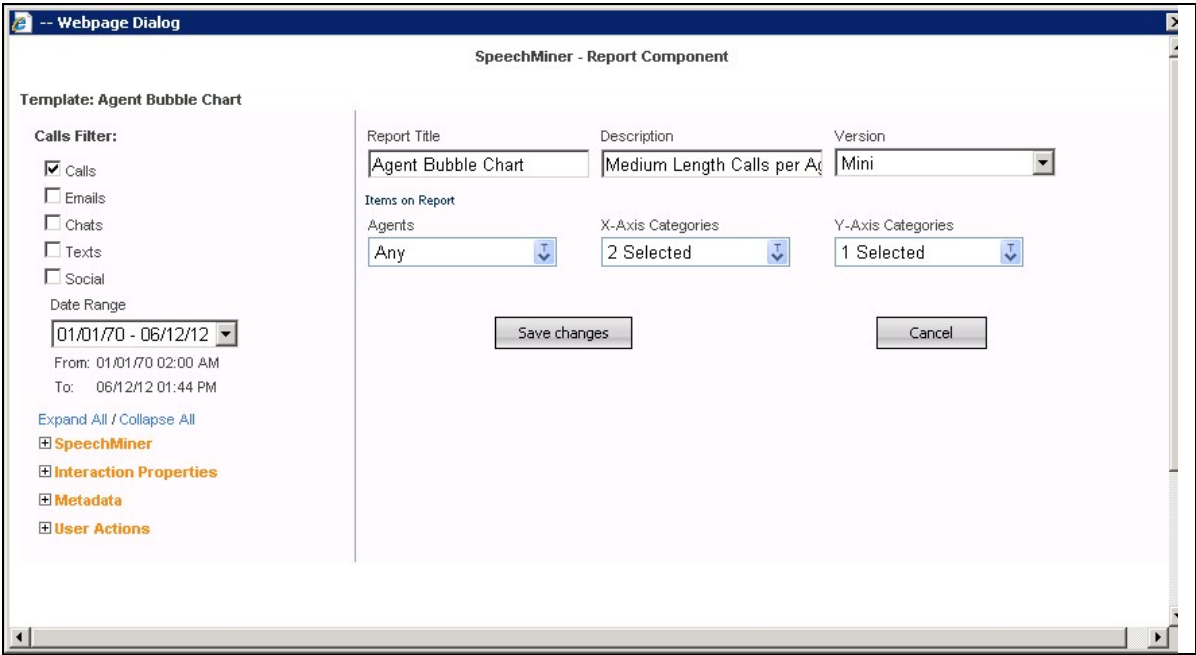 -- Webpage Dialog
SpeechMiner - Report Component
Template: Agent Bubble Chart
Calls Filter:
Calls
Emails
Chats
Texts
Social
Date Range
01/01/70 - 06/12/12
From: 01/01/70 02:00 AM
To: 06/12/12 01:44 PM
Expand All / Collapse All
SpeechMiner
Interaction Properties
Metadata
User Actions
Report Title Description Version
Agent Bubble Chart Medium Length Calls per Ag Mini
Items on Report
Agents X-Axis Categories Y-Axis Categories
Any 2 Selected 1 Selected
Save changes Cancel